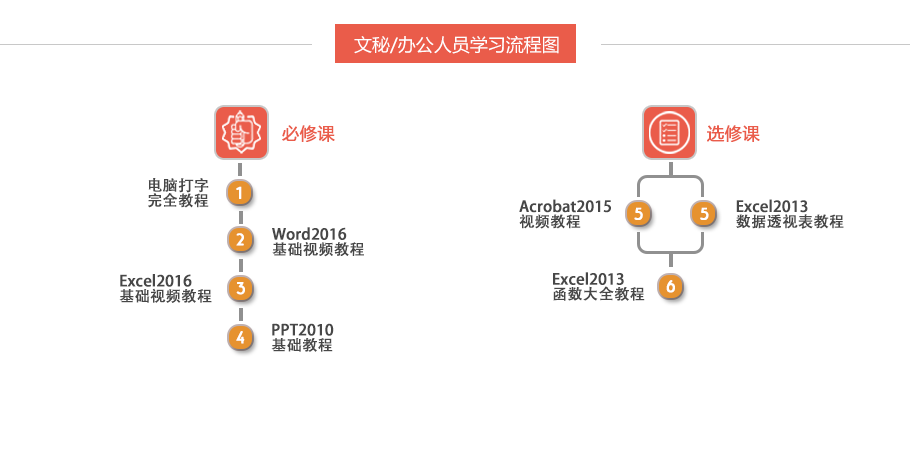 文秘/办公人员学习流程图
必修课
电脑打字
完全教程
1
2
Word2016
基础视频教程
Excel2016
基础视频教程
3
4
PPT2010
基础教程
选修课
Acrobat2015
视频教程
5
5
Excel2013
数据透视表教程
Excel2013
函数大全教程
6